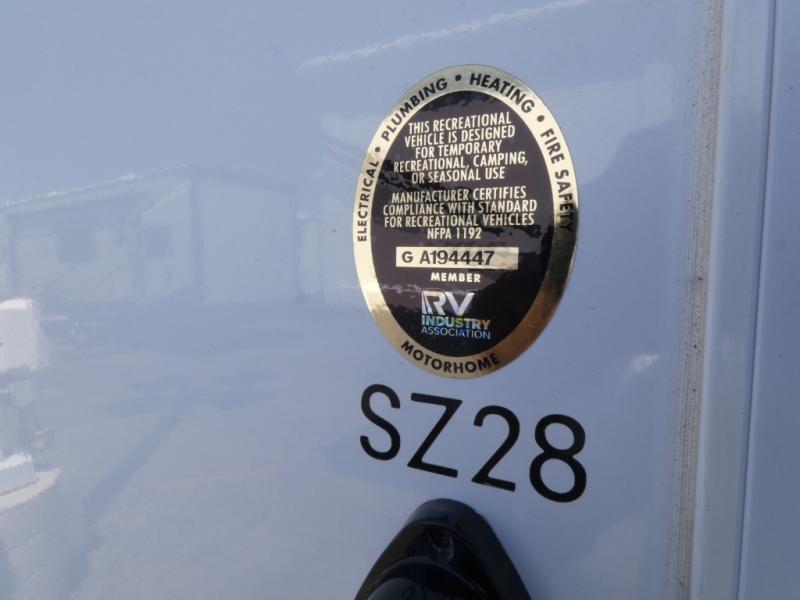 ELECTRICAL • PLUMBING • HEATING • FIRE SAFETY
THIS RECREATIONAL
VEHICLE IS DESIGNED
FOR TEMPORARY
RECREATIONAL, CAMPING,
OR SEASONAL USE
MANUFACTURER CERTIFIES
COMPLIANCE WITH STANDARD
FOR RECREATIONAL VEHICLES
NFPA 1192
G A194447
MEMBER
RV
INDUSTRY
ASSOCIATION
MOTORHOME
SZ28